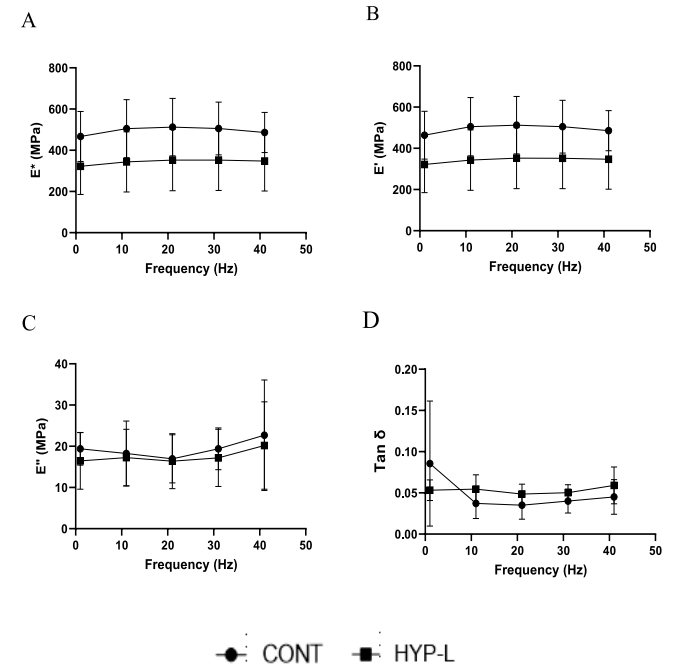 A
800
600
400
200
0
E* (MPa)
0 10 20 30 40 50
Frequency (Hz)
B
800
600
400
200
0
E' (MPa)
0 10 20 30 40 50
Frequency (Hz)
C
40
30
20
10
0
E" (MPa)
0 10 20 30 40 50
Frequency (Hz)
D
0.20
0.15
0.10
0.05
0.00
Tan δ
0 10 20 30 40 50
Frequency (Hz)
CONT HYP-L